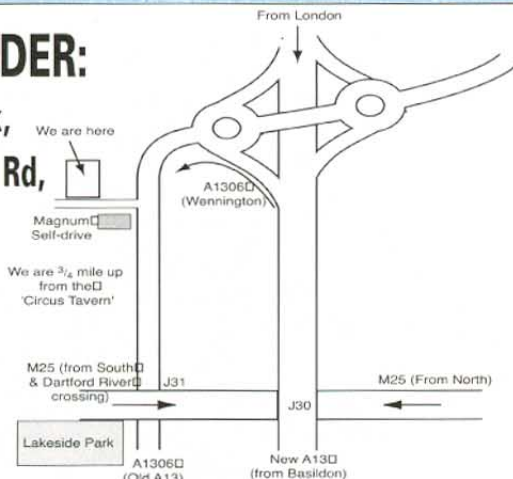 From London
DER:
We are here
Rd,
A1306
(Wennington)
Magnum
Self-drive
We are 3/4 mile up
from the
'Circus Tavern'
M25 (from South
& Dartford River
crossing)
J31
M25 (From North)
J30
Lakeside Park
A1306
(Old A13)
New A13
(from Basildon)